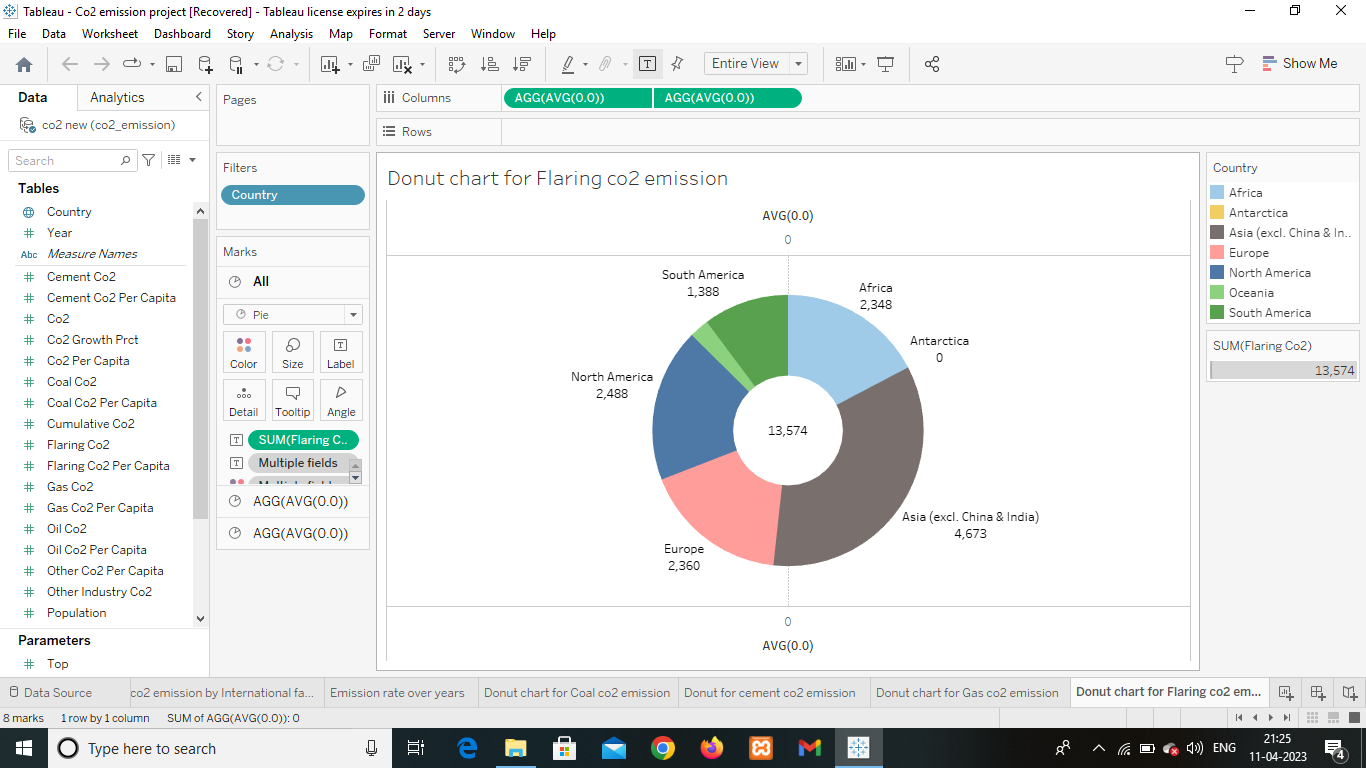 Tableau - Co2 emission project [Recovered] - Tableau license expires in 2 days
File Data Worksheet Dashboard Story Analysis Map Format Server Window Help
Entire View
Show Me
Data Analytics
co2 new (co2_emission)
Search
Tables
Country
Year
Abc Measure Names
Cement Co2
Cement Co2 Per Capita
Co2
Co2 Growth Prct
Co2 Per Capita
Coal Co2
Coal Co2 Per Capita
Cumulative Co2
Flaring Co2
Flaring Co2 Per Capita
Gas Co2
Gas Co2 Per Capita
Oil Co2
Oil Co2 Per Capita
Other Co2 Per Capita
Other Industry Co2
Population
Parameters
Top
Pages
Filters
Country
Marks
All
Pie
Color Size Label
Detail Tooltip Angle
SUM(Flaring C..
Multiple fields
AGG(AVG(0.0))
AGG(AVG(0.0))
Columns AGG(AVG(0.0)) AGG(AVG(0.0))
Rows
Donut chart for Flaring co2 emission
AVG(0.0)
0
South America
1,388
Africa
2,348
Antarctica
0
North America
2,488
13,574
Asia (excl. China & India)
4,673
Europe
2,360
0
AVG(0.0)
Country
Africa
Antarctica
Asia (excl. China & In..
Europe
North America
Oceania
South America
SUM(Flaring Co2)
13,574
Data Source co2 emission by International fa... Emission rate over years Donut chart for Coal co2 emission Donut for cement co2 emission Donut chart for Gas co2 emission Donut chart for Flaring co2 em...
8 marks 1 row by 1 column SUM of AGG(AVG(0.0)): 0
Type here to search
ENG
21:25
11-04-2023
4